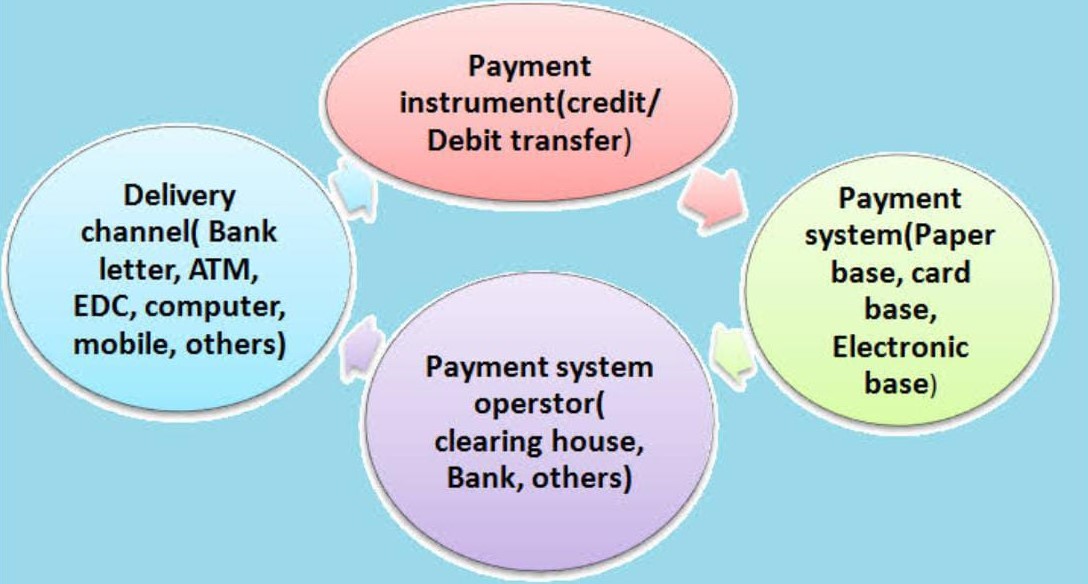 Payment
instrument(credit/
Debit transfer)
Payment
system(Paper
base, card
base,
Electronic
base)
Payment system
operstor(
clearing house,
Bank, others)
Delivery
channel( Bank
letter, ATM,
EDC, computer,
mobile, others)